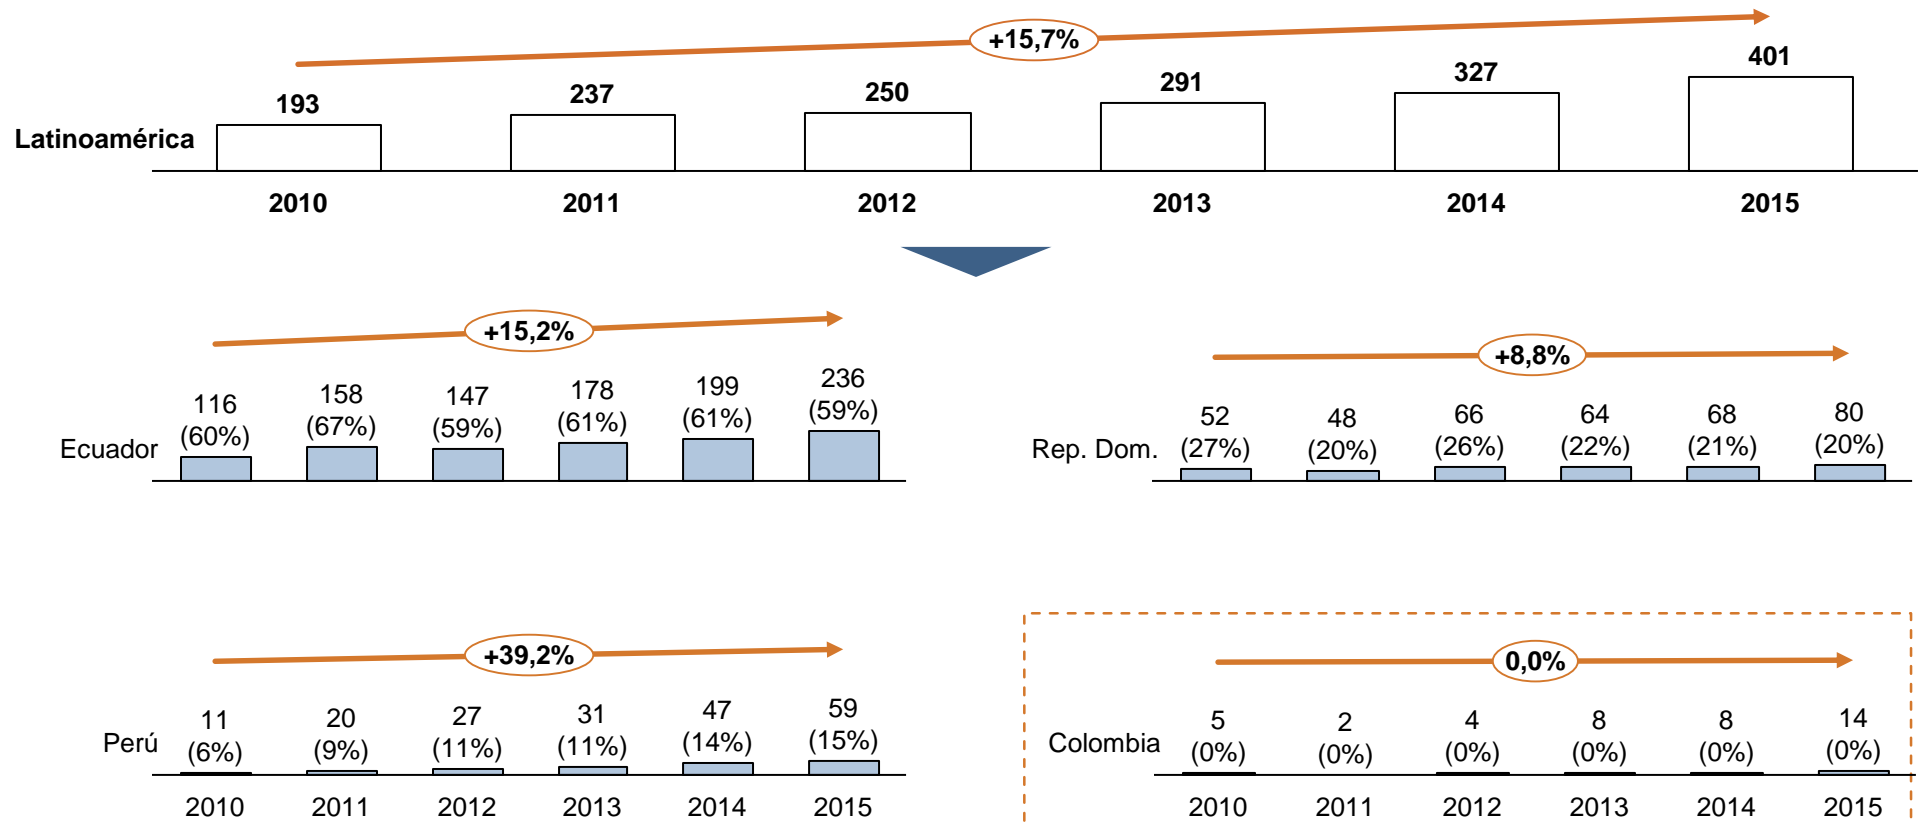 +15,7%
193 237 250 291 327 401
Latinoamérica
2010 2011 2012 2013 2014 2015
+15,2%
116 158 147 178 199 236
(60%) (67%) (59%) (61%) (61%) (59%)
Ecuador
+8,8%
52 48 66 64 68 80
(27%) (20%) (26%) (22%) (21%) (20%)
Rep. Dom.
+39,2%
11 20 27 31 47 59
(6%) (9%) (11%) (11%) (14%) (15%)
Perú
2010 2011 2012 2013 2014 2015
0,0%
5 2 4 8 8 14
(0%) (0%) (0%) (0%) (0%) (0%)
Colombia
2010 2011 2012 2013 2014 2015